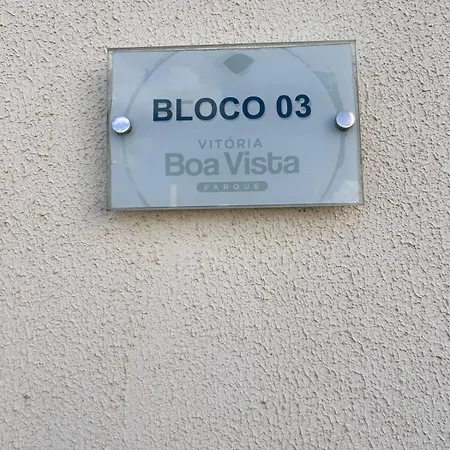 BLOCO 03
VITÓRIA
Boa Vista
PARQUE